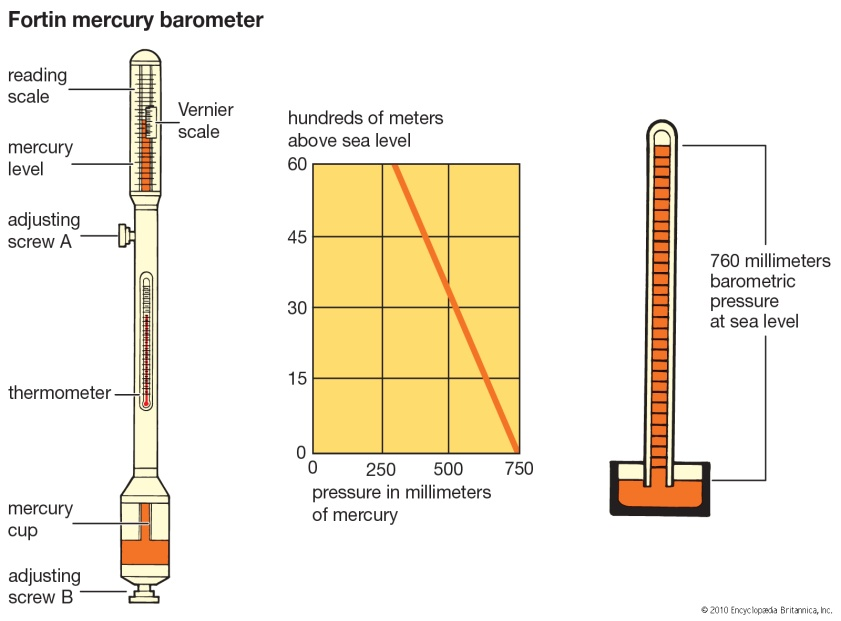 Fortin mercury barometer
reading
scale
Vernier
scale
mercury
level
adjusting
screw A
thermometer
mercury
cup
adjusting
screw B
hundreds of meters
above sea level
60
45
30
15
0
0 250 500 750
pressure in millimeters
of mercury
760 millimeters
barometric
pressure
at sea level
© 2010 Encyclopædia Britannica, Inc.